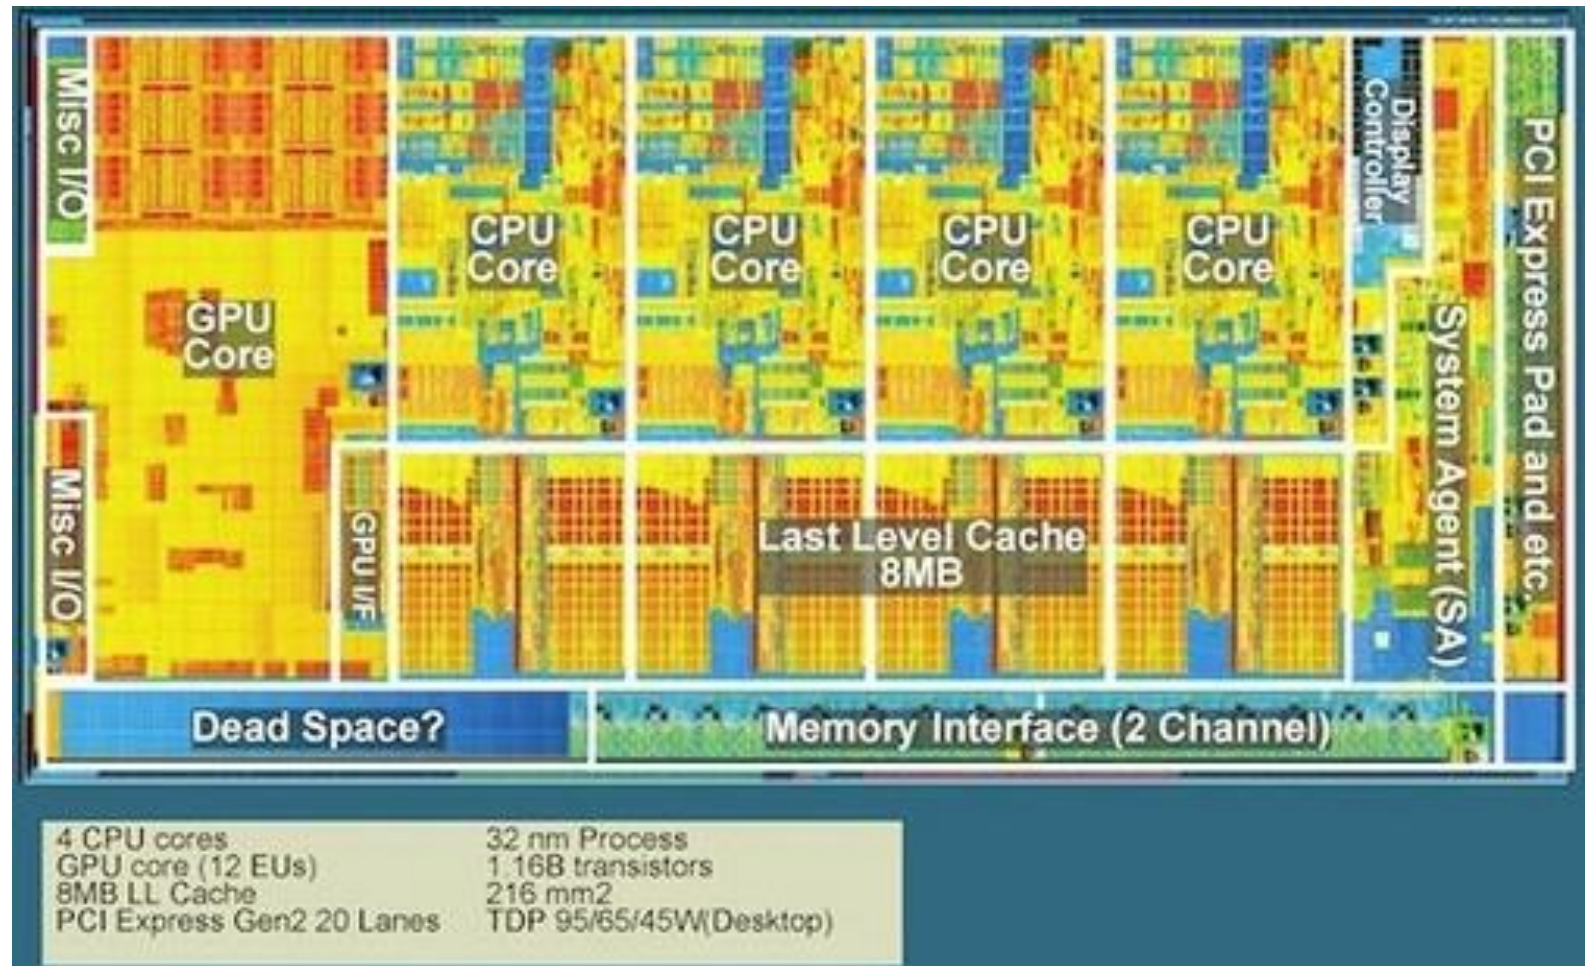 Misc I/O
GPU
Core
CPU
Core
CPU
Core
CPU
Core
CPU
Core
Display
Controller
System Agent (SA)
PCI Express Pad and etc.
Misc I/O
GPU I/F
Last Level Cache
8MB
Dead Space?
Memory Interface (2 Channel)
4 CPU cores
GPU core (12 EUs)
8MB LL Cache
PCI Express Gen2 20 Lanes
32 nm Process
1.16B transistors
216 mm2
TDP 95/65/45W(Desktop)